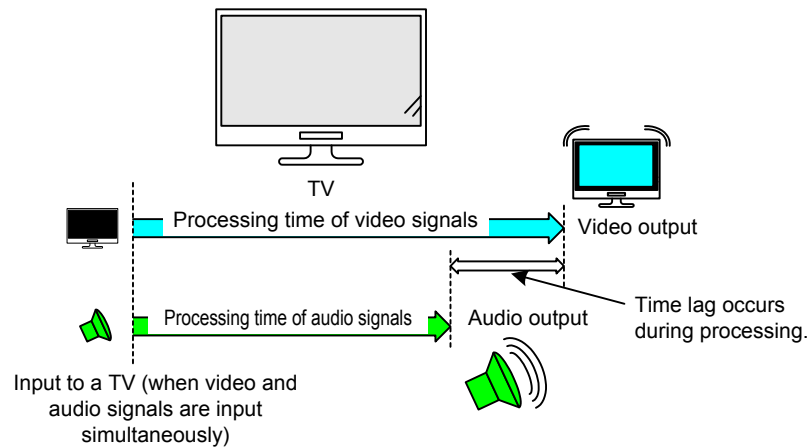 TV
Processing time of video signals
Video output
Processing time of audio signals
Audio output
Time lag occurs
during processing.
Input to a TV (when video and
audio signals are input
simultaneously)